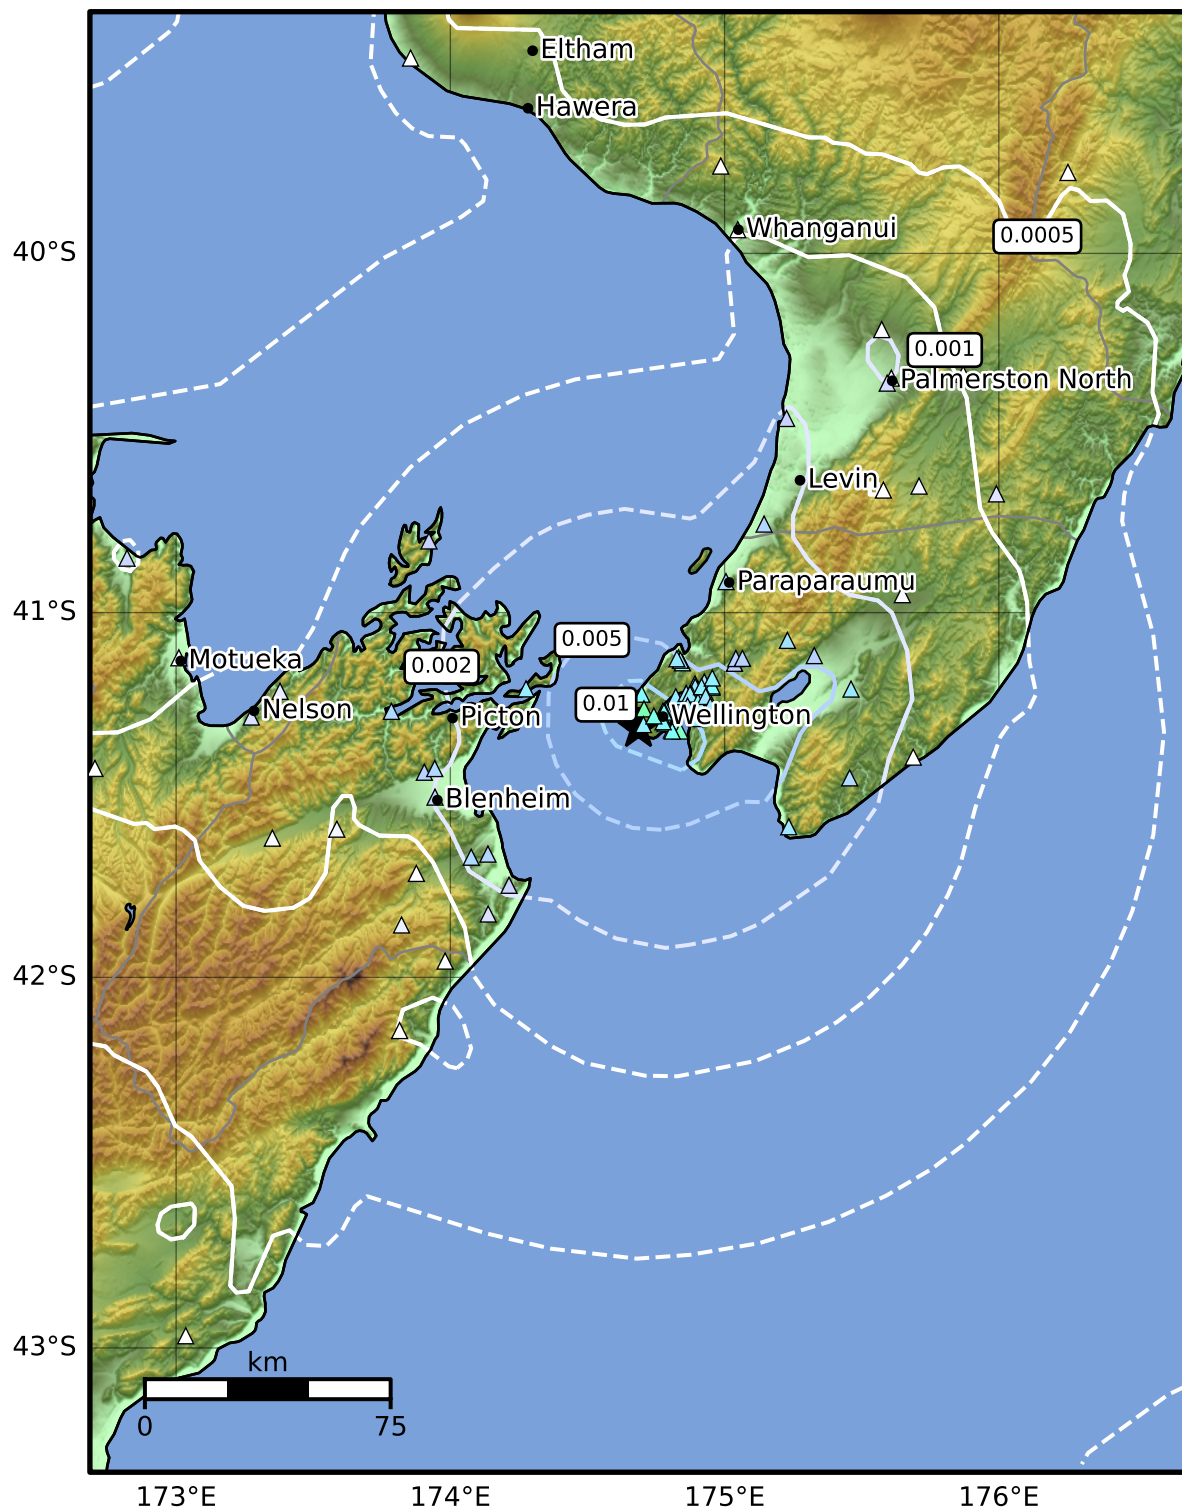 Eltham
Hawera
Whanganui
0.0005
40°S
0.001
Palmerston North
Levin
Paraparaumu
41°S
0.005
0.002
Motueka
0.01
Nelson
Picton
Wellington
Blenheim
42°S
43°S
km
0 75
173°E 174°E 175°E 176°E